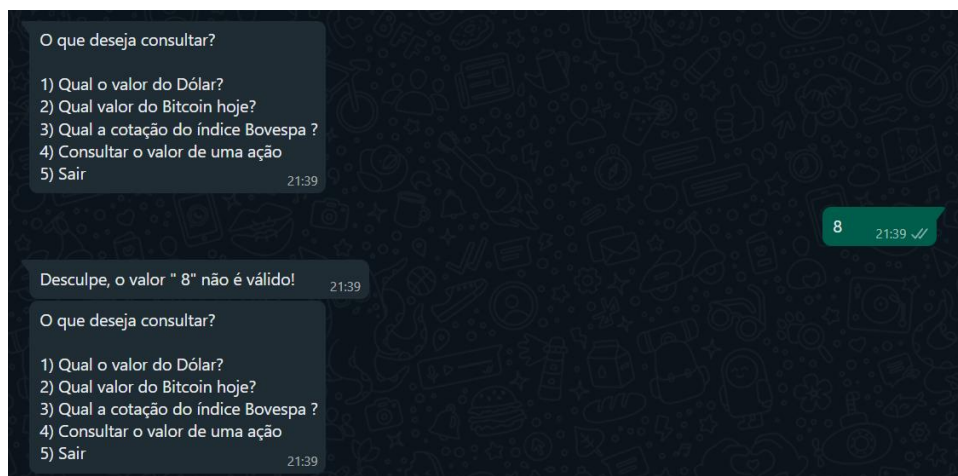 O que deseja consultar?
1) Qual o valor do Dólar?
2) Qual valor do Bitcoin hoje?
3) Qual a cotação do índice Bovespa ?
4) Consultar o valor de uma ação
5) Sair
21:39
8
21:39
Desculpe, o valor " 8" não é válido!
21:39
O que deseja consultar?
1) Qual o valor do Dólar?
2) Qual valor do Bitcoin hoje?
3) Qual a cotação do índice Bovespa ?
4) Consultar o valor de uma ação
5) Sair
21:39